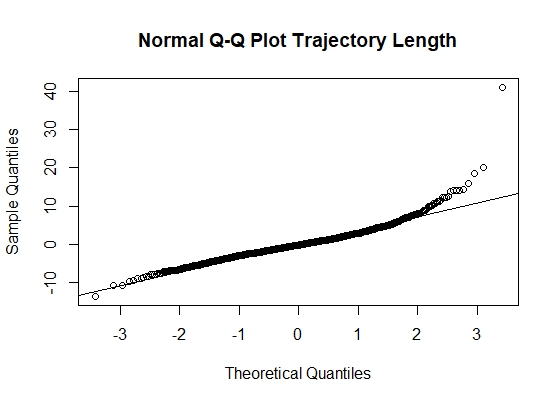 Normal Q-Q Plot Trajectory Length
Sample Quantiles
40
30
20
10
0
-10
-3 -2 -1 0 1 2 3
Theoretical Quantiles